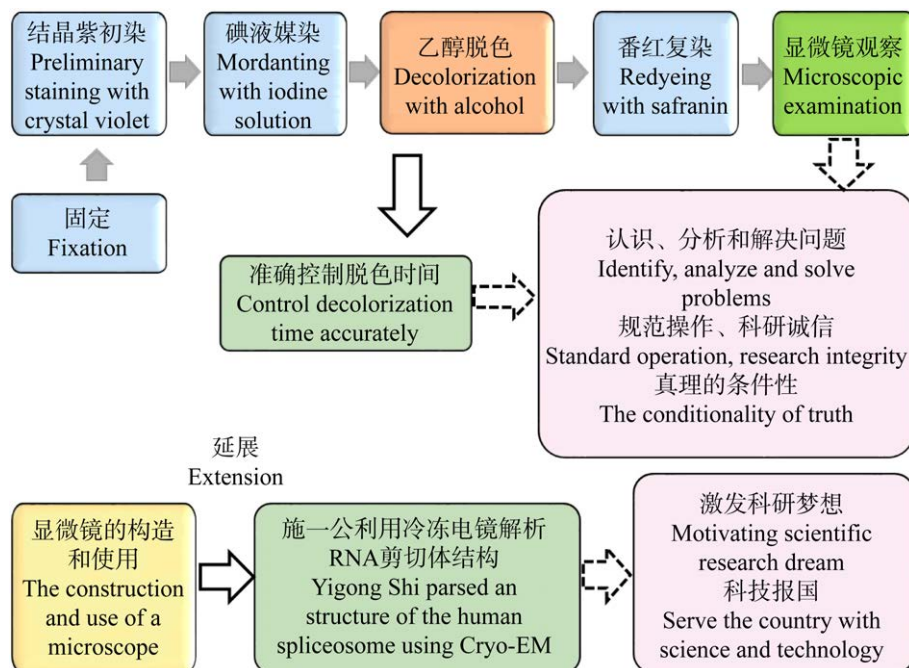 结晶紫初染
Preliminary
staining with
crystal violet
碘液媒染
Mordanting
with iodine
solution
乙醇脱色
Decolorization
with alcohol
番红复染
Redyeing
with safranin
显微镜观察
Microscopic
examination
固定
Fixation
准确控制脱色时间
Control decolorization
time accurately
认识、分析和解决问题
Identify, analyze and solve
problems
规范操作、科研诚信
Standard operation, research integrity
真理的条件性
The conditionality of truth
延展
Extension
显微镜的构造
和使用
The construction
and use of a
microscope
施一公利用冷冻电镜解析
RNA剪切体结构
Yigong Shi parsed an
structure of the human
spliceosome using Cryo-EM
激发科研梦想
Motivating scientific
research dream
科技报国
Serve the country with
science and technology